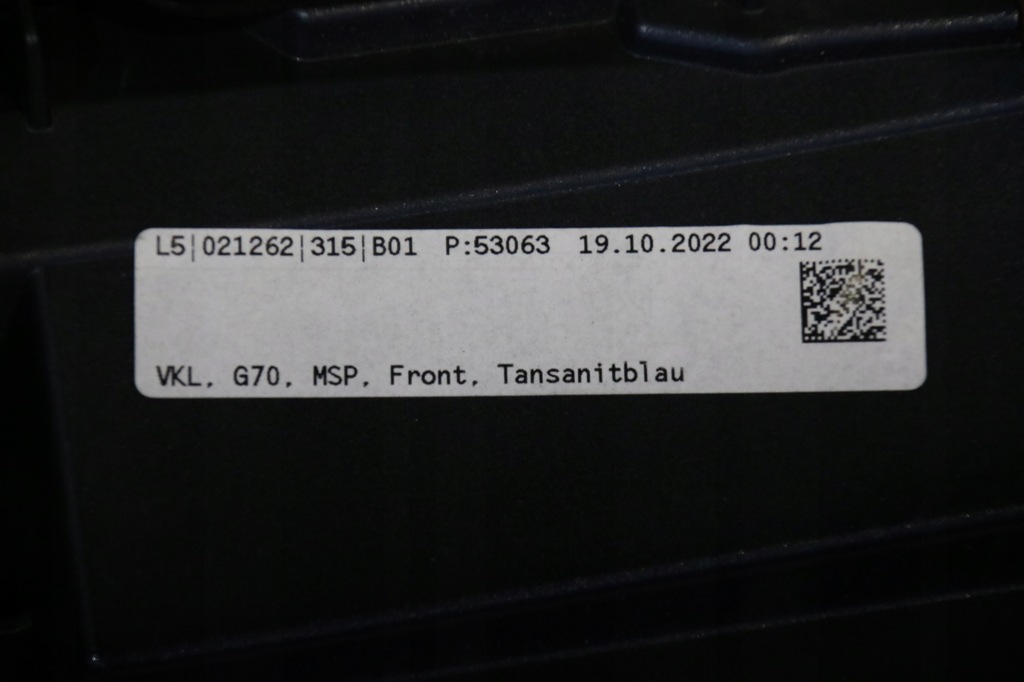 L5|021262|315|B01 P:53063 19.10.2022 00:12
VKL, G70, MSP, Front, Tansanitblau